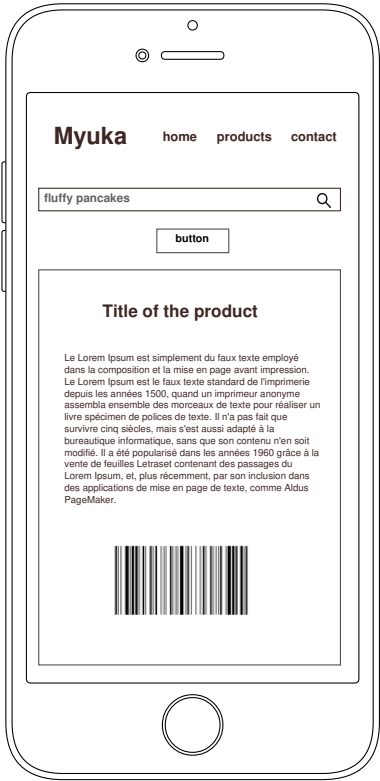 Myuka home products contact
fluffy pancakes
button
Title of the product
Le Lorem Ipsum est simplement du faux texte employé
dans la composition et la mise en page avant impression.
Le Lorem Ipsum est le faux texte standard de l'imprimerie
depuis les années 1500, quand un imprimeur anonyme
assembla ensemble des morceaux de texte pour réaliser un
livre spécimen de polices de texte. Il n'a pas fait que
survivre cinq siècles, mais s'est aussi adapté à la
bureautique informatique, sans que son contenu n'en soit
modifié. Il a été popularisé dans les années 1960 grâce à la
vente de feuilles Letraset contenant des passages du
Lorem Ipsum, et, plus récemment, par son inclusion dans
des applications de mise en page de texte, comme Aldus
PageMaker.